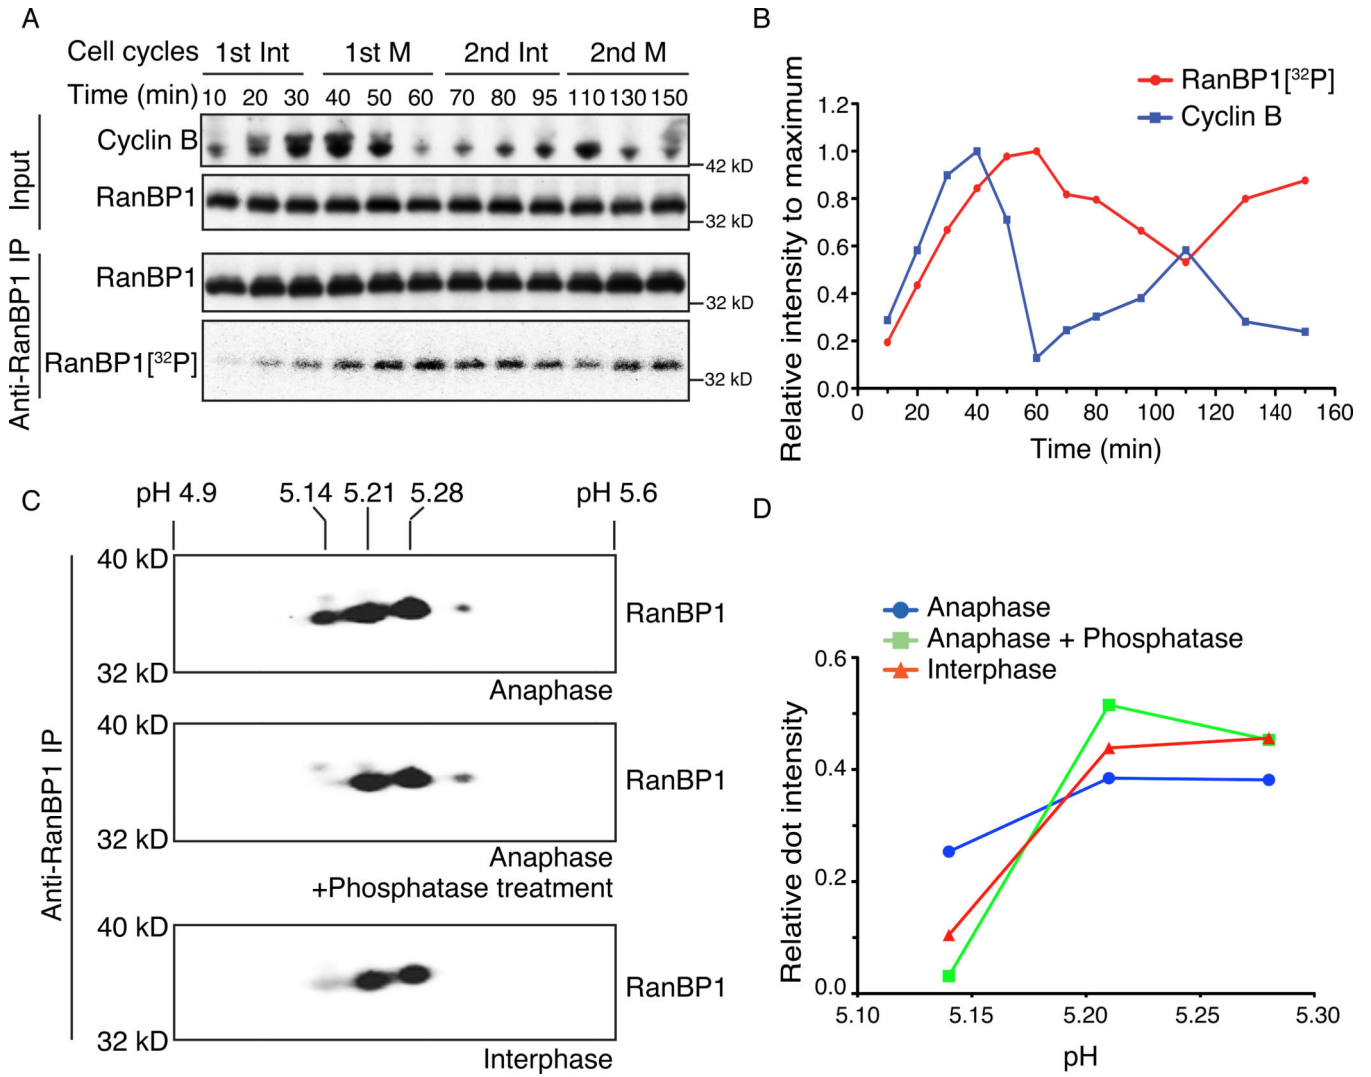 A
Cell cycles 1st Int 1st M 2nd Int 2nd M
Time (min) 10 20 30 40 50 60 70 80 95 110 130 150
Input
Cyclin B
42 kD
RanBP1
32 kD
Anti-RanBP1 IP
RanBP1
32 kD
RanBP1[³²P]
32 kD
B
RanBP1[³²P]
Cyclin B
Relative intensity to maximum
1.2
1.0
0.8
0.6
0.4
0.2
0.0
0 20 40 60 80 100 120 140 160
Time (min)
C
pH 4.9 5.14 5.21 5.28 pH 5.6
Anti-RanBP1 IP
40 kD
RanBP1
32 kD
Anaphase
40 kD
RanBP1
32 kD
Anaphase
+Phosphatase treatment
40 kD
RanBP1
32 kD
Interphase
D
Anaphase
Anaphase + Phosphatase
Interphase
Relative dot intensity
0.6
0.4
0.2
0.0
5.10 5.15 5.20 5.25 5.30
pH